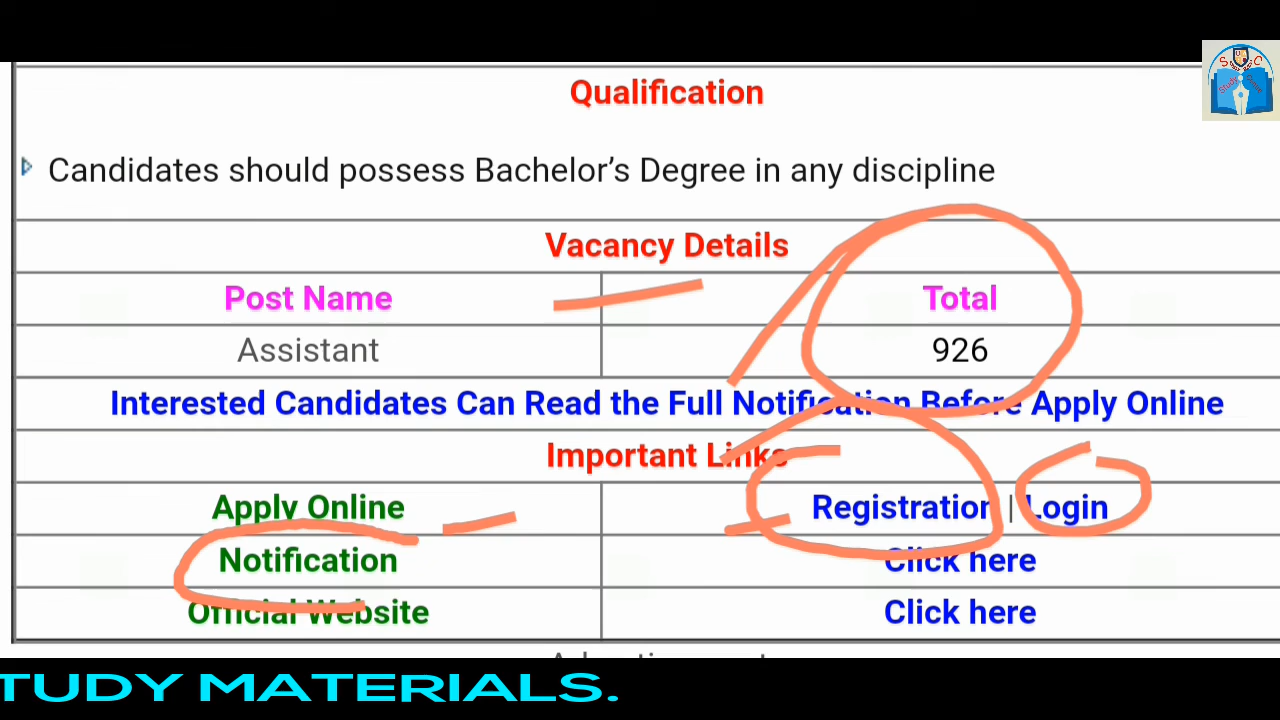 Qualification
Candidates should possess Bachelor’s Degree in any discipline
Vacancy Details
Post Name Total
Assistant 926
Interested Candidates Can Read the Full Notification Before Apply Online
Important Links
Apply Online Registration | Login
Notification Click here
Official Website Click here
TUDY MATERIALS.